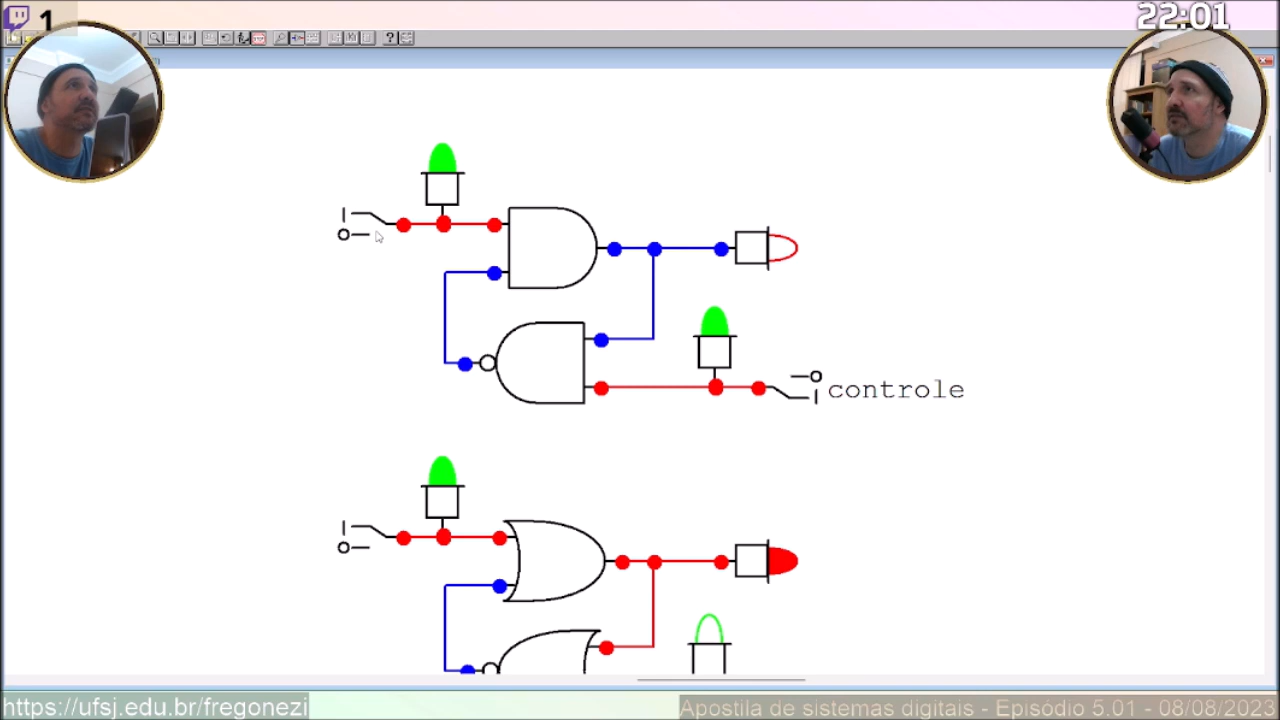 1
22:01
?
I
O
O
controle
I
I
O
https://ufsj.edu.br/fregonezi
Apostila de sistemas digitais - Episódio 5.01 - 08/08/2023